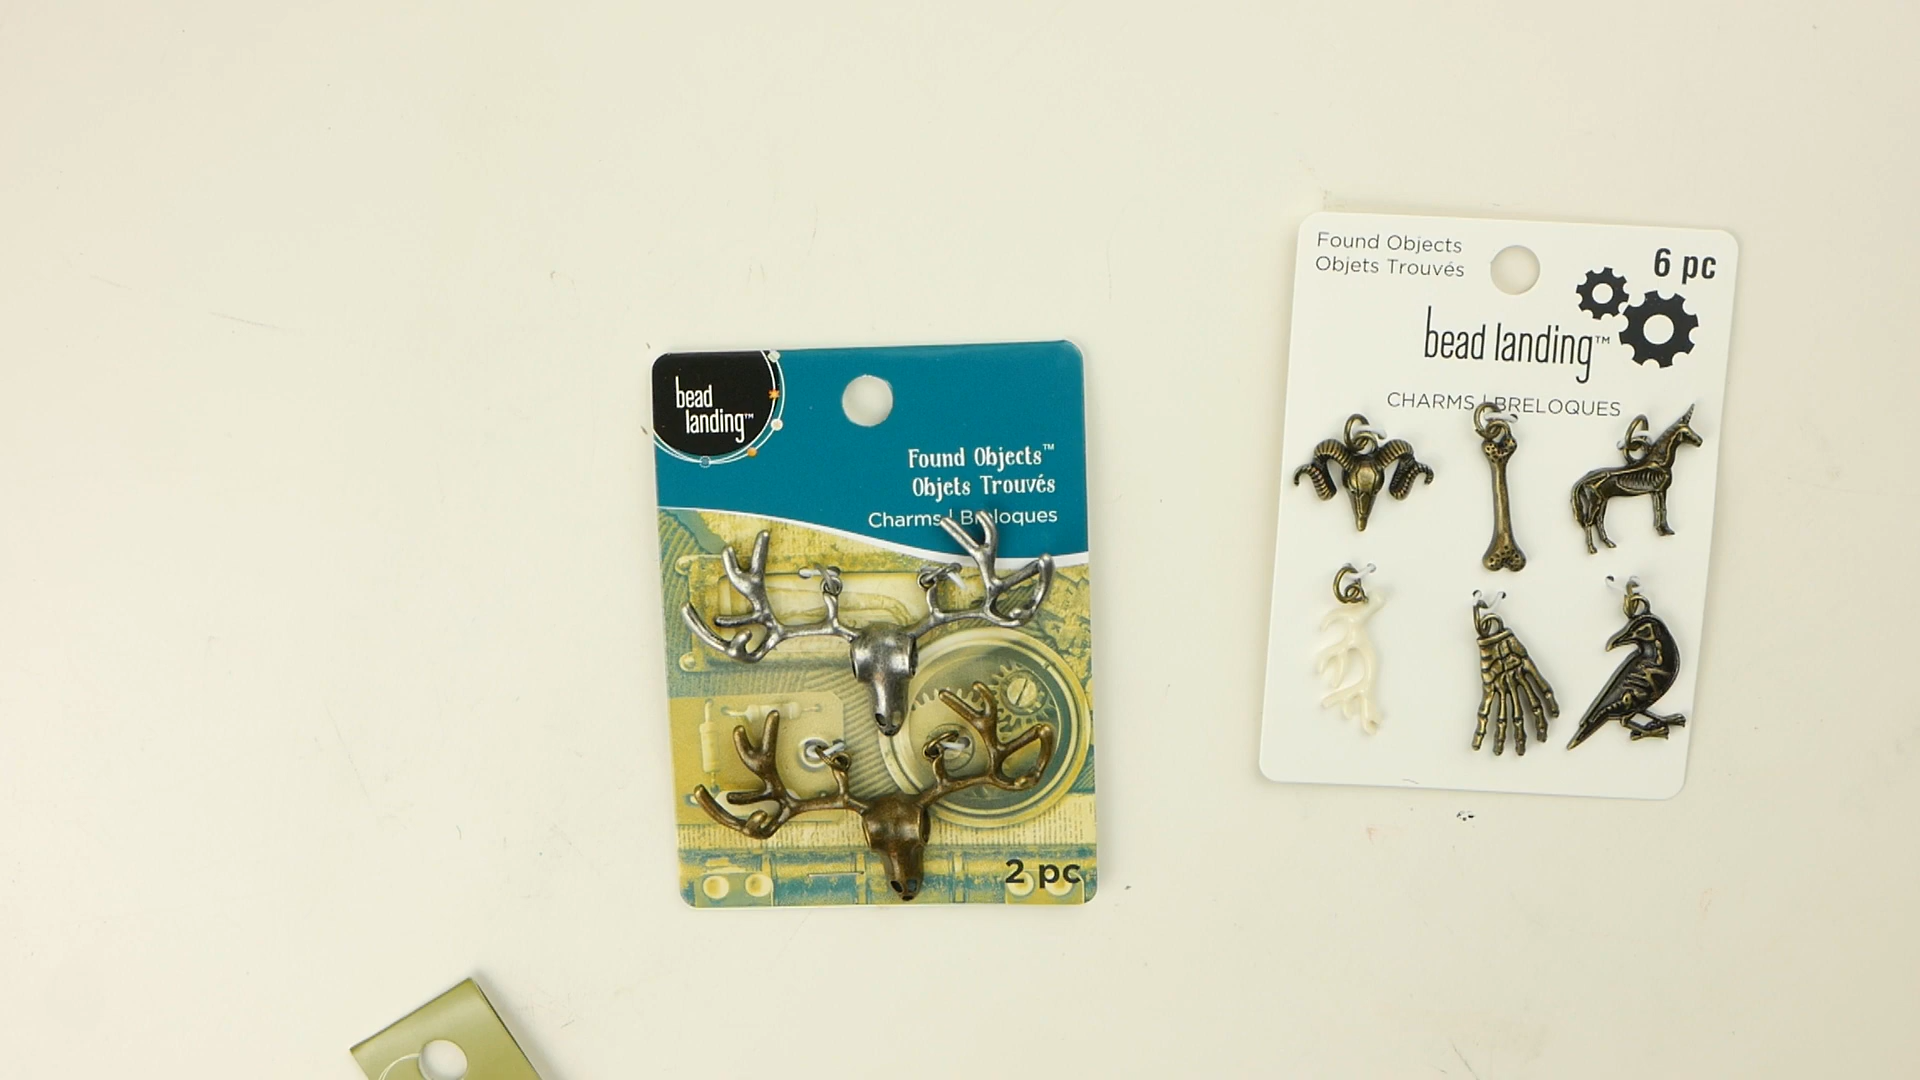 bead
landing™
Found Objects™
Objets Trouvés
Charms | Breloques
2 pc
Found Objects
Objets Trouvés
6 pc
bead landing™
CHARMS | BRELOQUES